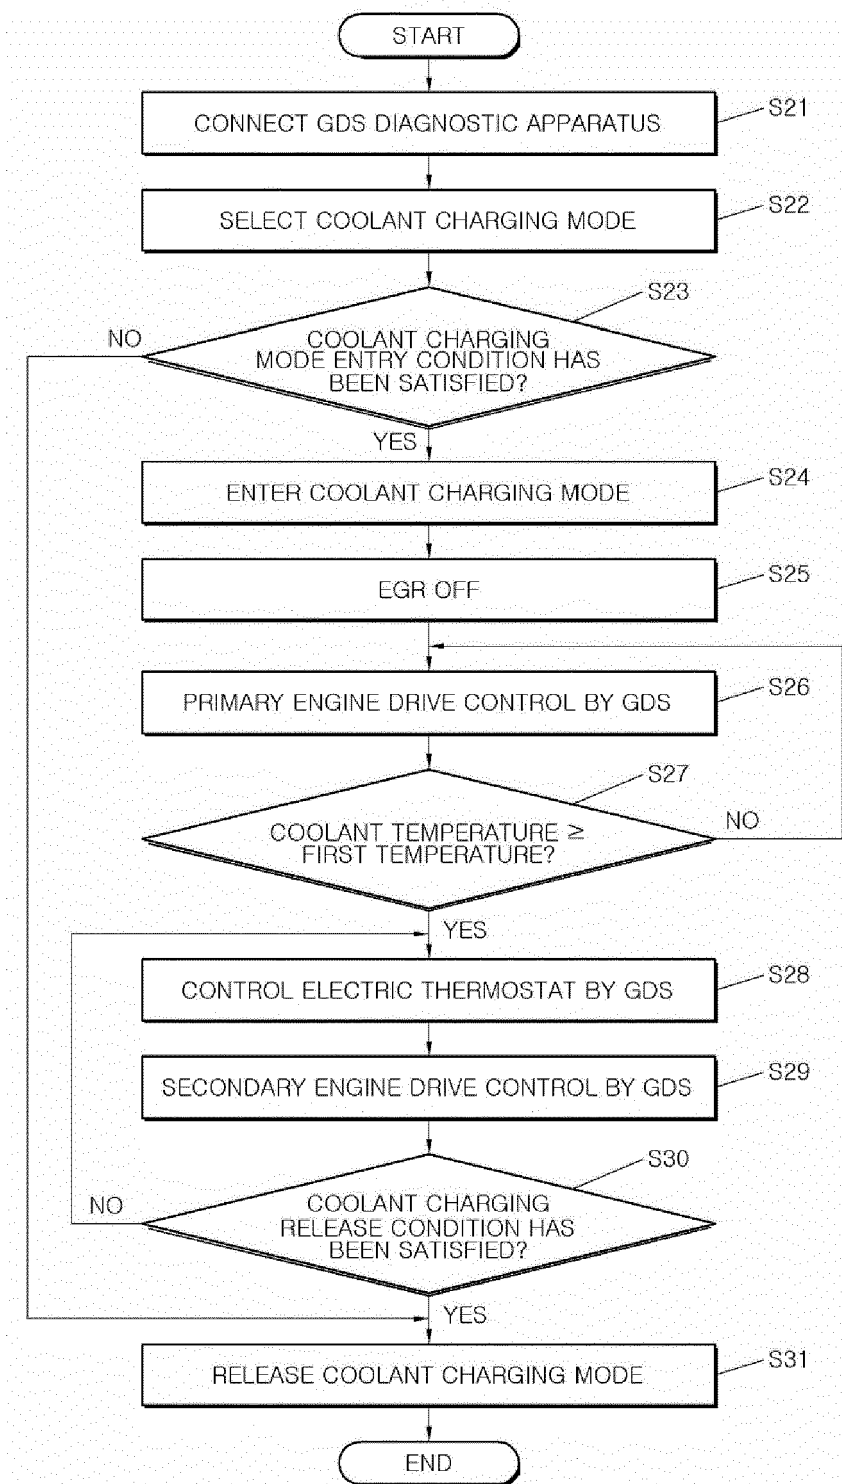 START
CONNECT GDS DIAGNOSTIC APPARATUS
S21
SELECT COOLANT CHARGING MODE
S22
S23
NO
COOLANT CHARGING
MODE ENTRY CONDITION HAS
BEEN SATISFIED?
YES
ENTER COOLANT CHARGING MODE
S24
EGR OFF
S25
PRIMARY ENGINE DRIVE CONTROL BY GDS
S26
S27
COOLANT TEMPERATURE ≥
FIRST TEMPERATURE?
NO
YES
CONTROL ELECTRIC THERMOSTAT BY GDS
S28
SECONDARY ENGINE DRIVE CONTROL BY GDS
S29
S30
NO
COOLANT CHARGING
RELEASE CONDITION HAS
BEEN SATISFIED?
YES
RELEASE COOLANT CHARGING MODE
S31
END